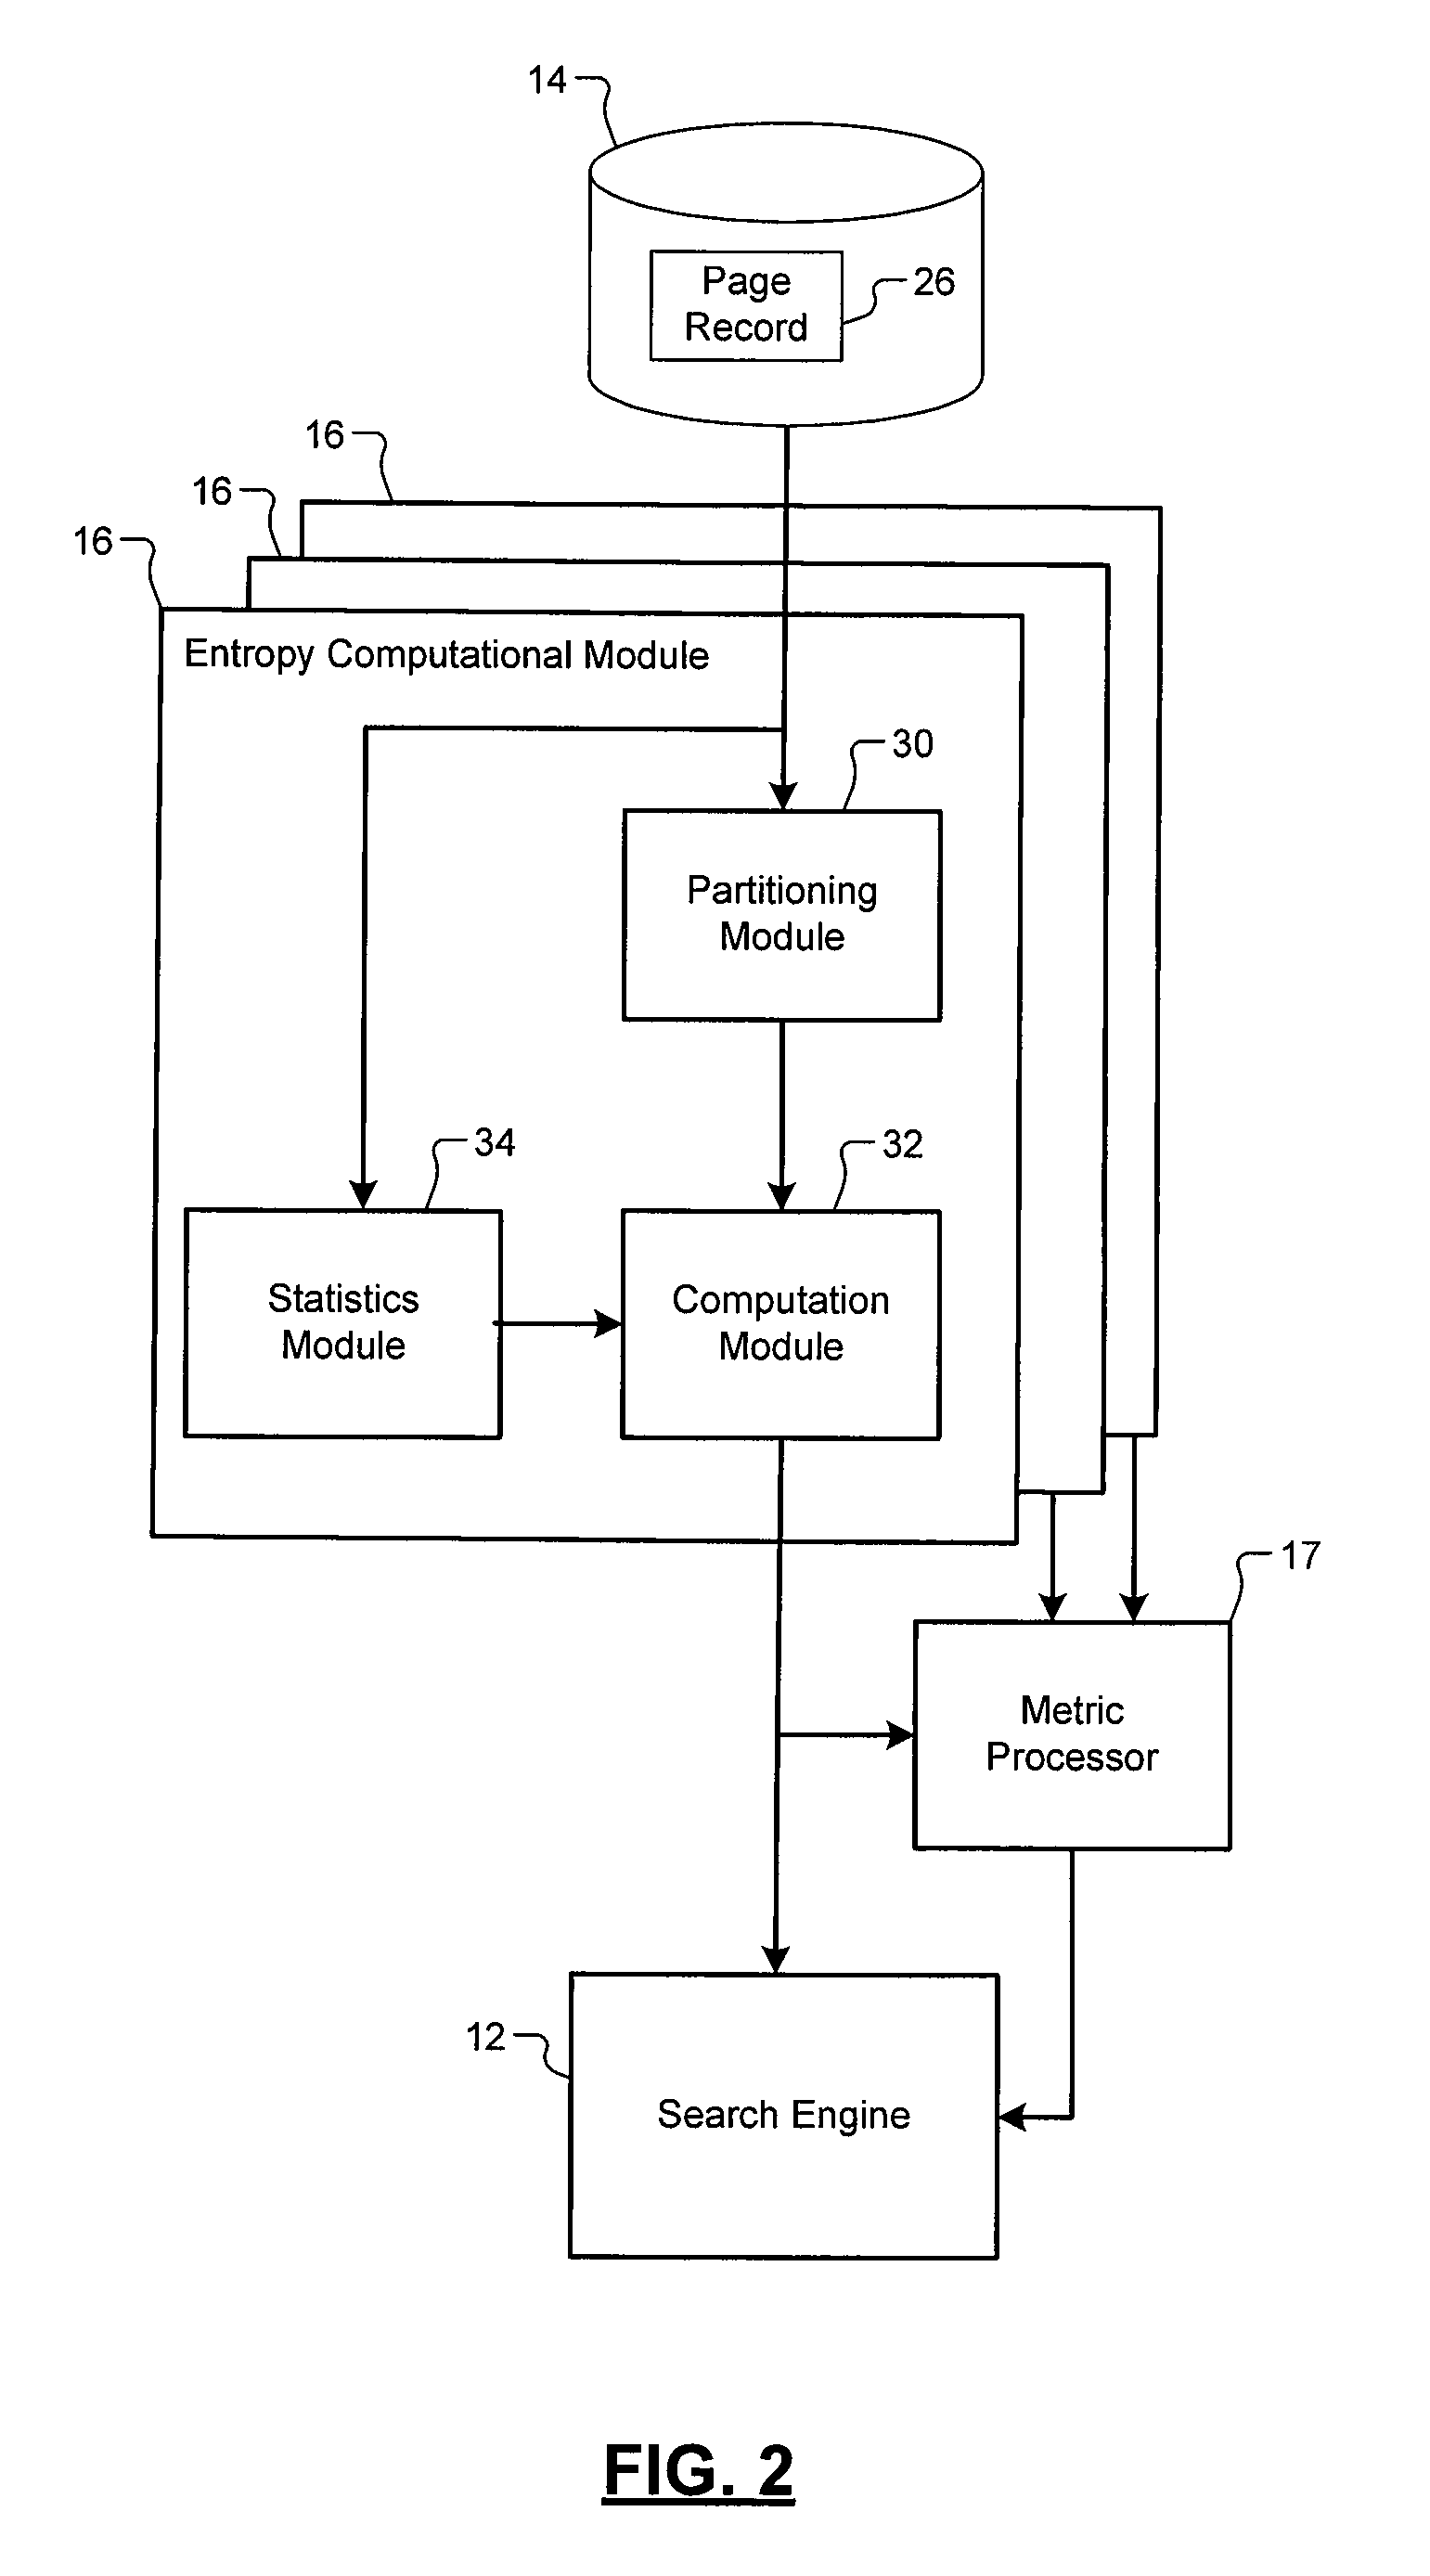 14
Page
Record
26
16
16
16
Entropy Computational Module
30
Partitioning
Module
34
32
Statistics
Module
Computation
Module
17
Metric
Processor
12
Search Engine
FIG. 2